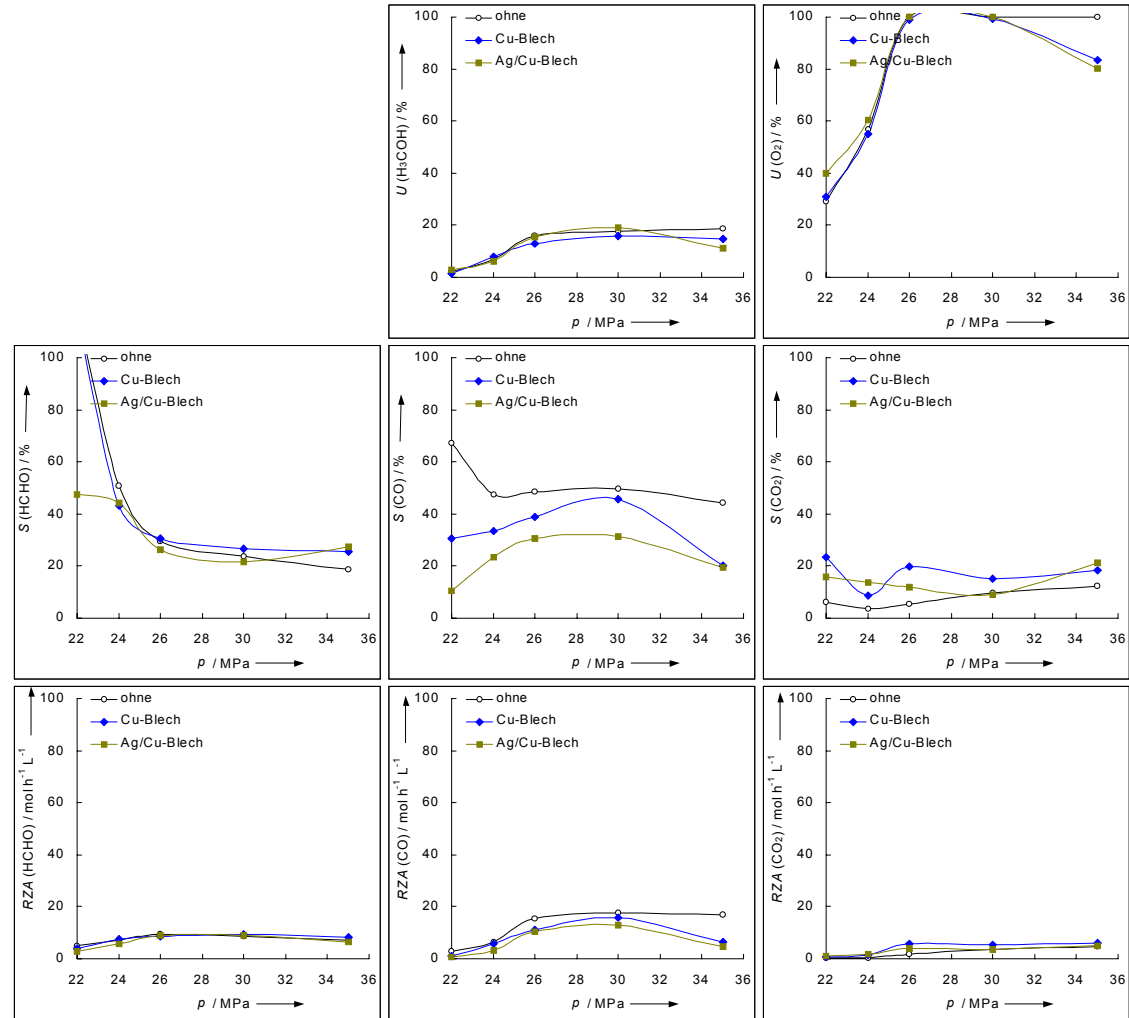 100
80
60
40
20
0
22 24 26 28 30 32 34 36
U (H₃COH) / %
p / MPa
ohne
Cu-Blech
Ag/Cu-Blech
100
80
60
40
20
0
22 24 26 28 30 32 34 36
U (O₂) / %
p / MPa
ohne
Cu-Blech
Ag/Cu-Blech
100
80
60
40
20
0
22 24 26 28 30 32 34 36
S (HCHO) / %
p / MPa
ohne
Cu-Blech
Ag/Cu-Blech
100
80
60
40
20
0
22 24 26 28 30 32 34 36
S (CO) / %
p / MPa
ohne
Cu-Blech
Ag/Cu-Blech
100
80
60
40
20
0
22 24 26 28 30 32 34 36
S (CO₂) / %
p / MPa
ohne
Cu-Blech
Ag/Cu-Blech
100
80
60
40
20
0
22 24 26 28 30 32 34 36
RZA (HCHO) / mol h⁻¹ L⁻¹
p / MPa
ohne
Cu-Blech
Ag/Cu-Blech
100
80
60
40
20
0
22 24 26 28 30 32 34 36
RZA (CO) / mol h⁻¹ L⁻¹
p / MPa
ohne
Cu-Blech
Ag/Cu-Blech
100
80
60
40
20
0
22 24 26 28 30 32 34 36
RZA (CO₂) / mol h⁻¹ L⁻¹
p / MPa
ohne
Cu-Blech
Ag/Cu-Blech